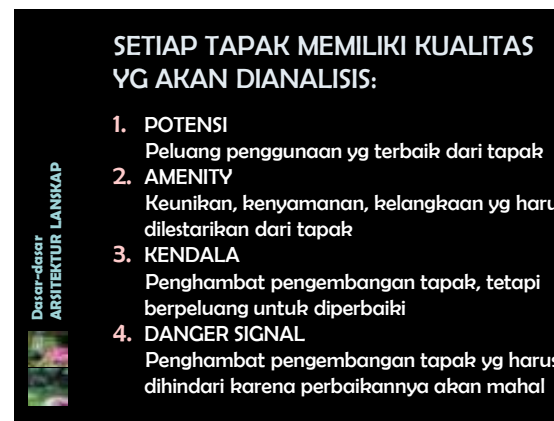 SETIAP TAPAK MEMILIKI KUALITAS
YG AKAN DIANALISIS:
1. POTENSI
Peluang penggunaan yg terbaik dari tapak
2. AMENITY
Keunikan, kenyamanan, kelangkaan yg haru
dilestarikan dari tapak
3. KENDALA
Penghambat pengembangan tapak, tetapi
berpeluang untuk diperbaiki
4. DANGER SIGNAL
Penghambat pengembangan tapak yg harus
dihindari karena perbaikannya akan mahal
Dasar-dasar
ARSITEKTUR LANSKAP